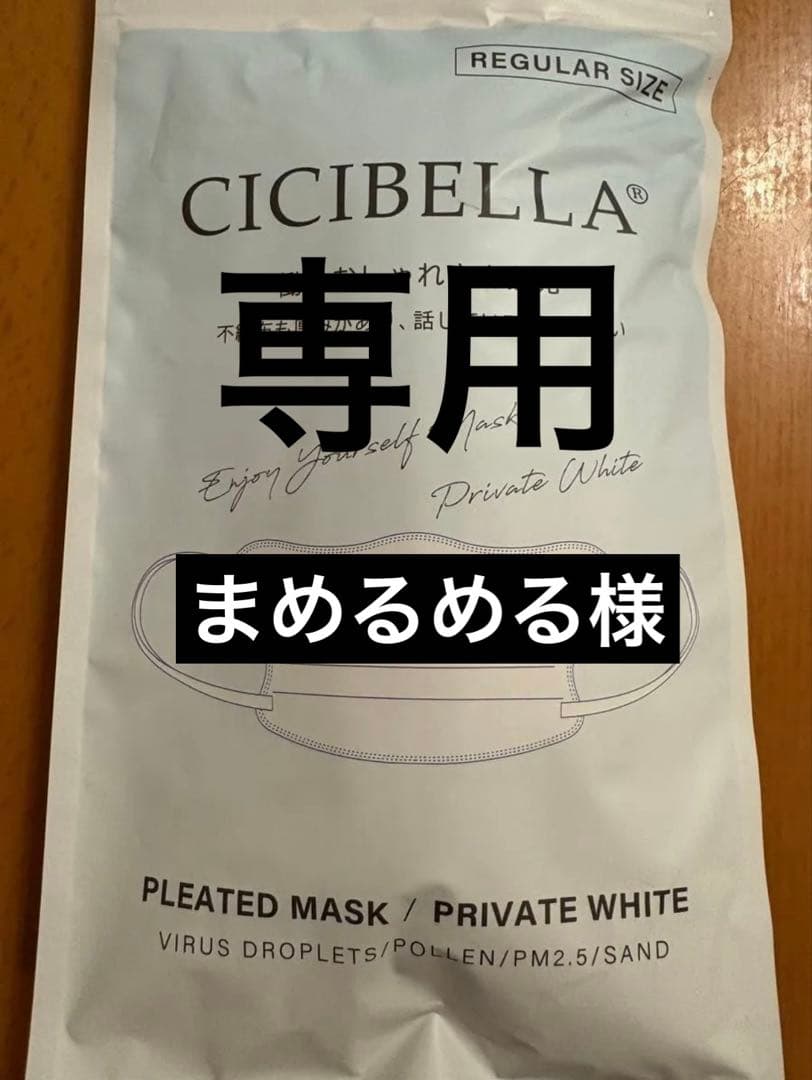 REGULAR SIZE
CICIBELLA®
専用
Enjoy Yourself Mask
Private White
まめるめる様
PLEATED MASK / PRIVATE WHITE
VIRUS DROPLETS/POLLEN/PM2.5/SAND